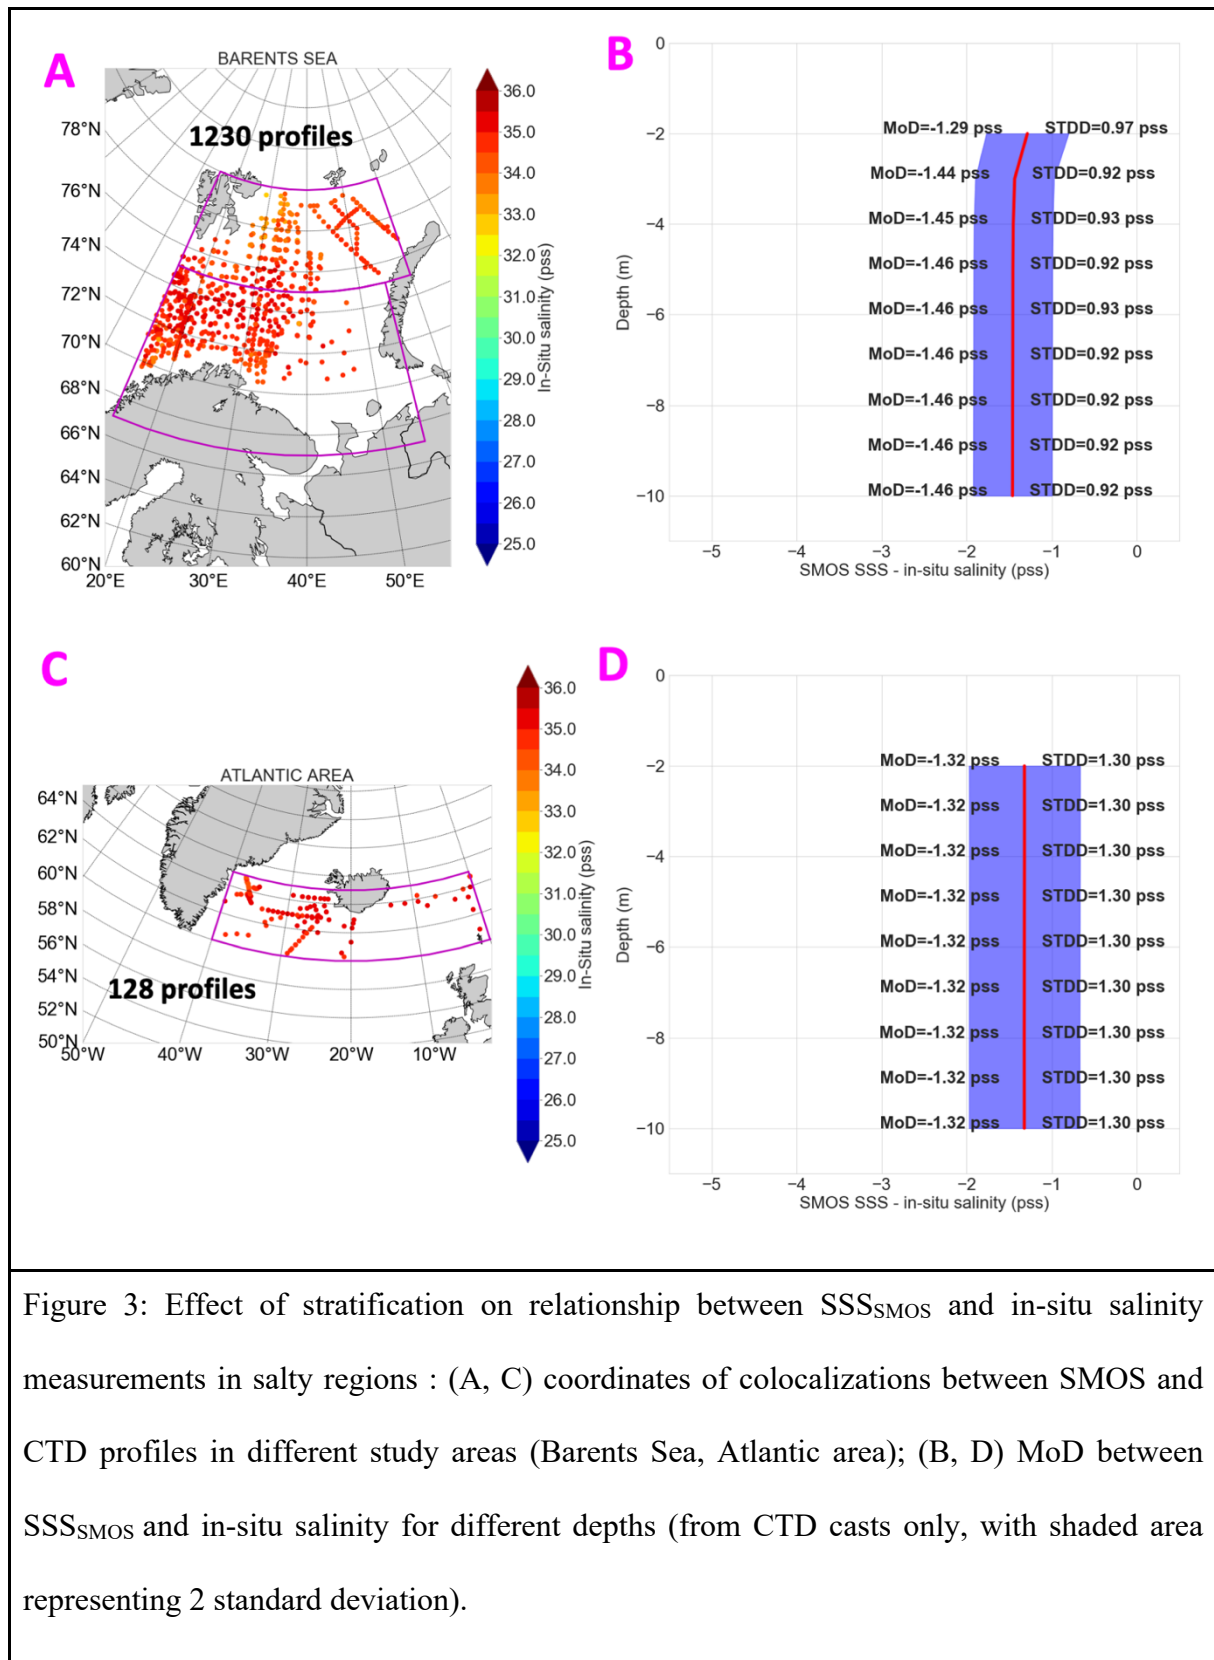 A
BARENTS SEA
1230 profiles
78°N
76°N
74°N
72°N
70°N
68°N
66°N
64°N
62°N
60°N
20°E 30°E 40°E 50°E
36.0
35.0
34.0
33.0
32.0
31.0
30.0
29.0
28.0
27.0
26.0
25.0
In-Situ salinity (pss)
B
0
−2
−4
−6
−8
−10
Depth (m)
MoD=-1.29 pss STDD=0.97 pss
MoD=-1.44 pss STDD=0.92 pss
MoD=-1.45 pss STDD=0.93 pss
MoD=-1.46 pss STDD=0.92 pss
MoD=-1.46 pss STDD=0.93 pss
MoD=-1.46 pss STDD=0.92 pss
MoD=-1.46 pss STDD=0.92 pss
MoD=-1.46 pss STDD=0.92 pss
MoD=-1.46 pss STDD=0.92 pss
−5 −4 −3 −2 −1 0
SMOS SSS - in-situ salinity (pss)
C
ATLANTIC AREA
64°N
62°N
60°N
58°N
56°N
54°N
52°N
50°N
128 profiles
50°W 40°W 30°W 20°W 10°W
36.0
35.0
34.0
33.0
32.0
31.0
30.0
29.0
28.0
27.0
26.0
25.0
In-Situ salinity (pss)
D
0
−2
−4
−6
−8
−10
Depth (m)
MoD=-1.32 pss STDD=1.30 pss
MoD=-1.32 pss STDD=1.30 pss
MoD=-1.32 pss STDD=1.30 pss
MoD=-1.32 pss STDD=1.30 pss
MoD=-1.32 pss STDD=1.30 pss
MoD=-1.32 pss STDD=1.30 pss
MoD=-1.32 pss STDD=1.30 pss
MoD=-1.32 pss STDD=1.30 pss
MoD=-1.32 pss STDD=1.30 pss
−5 −4 −3 −2 −1 0
SMOS SSS - in-situ salinity (pss)
Figure 3: Effect of stratification on relationship between SSSSMOS and in-situ salinity
measurements in salty regions : (A, C) coordinates of colocalizations between SMOS and
CTD profiles in different study areas (Barents Sea, Atlantic area); (B, D) MoD between
SSSSMOS and in-situ salinity for different depths (from CTD casts only, with shaded area
representing 2 standard deviation).